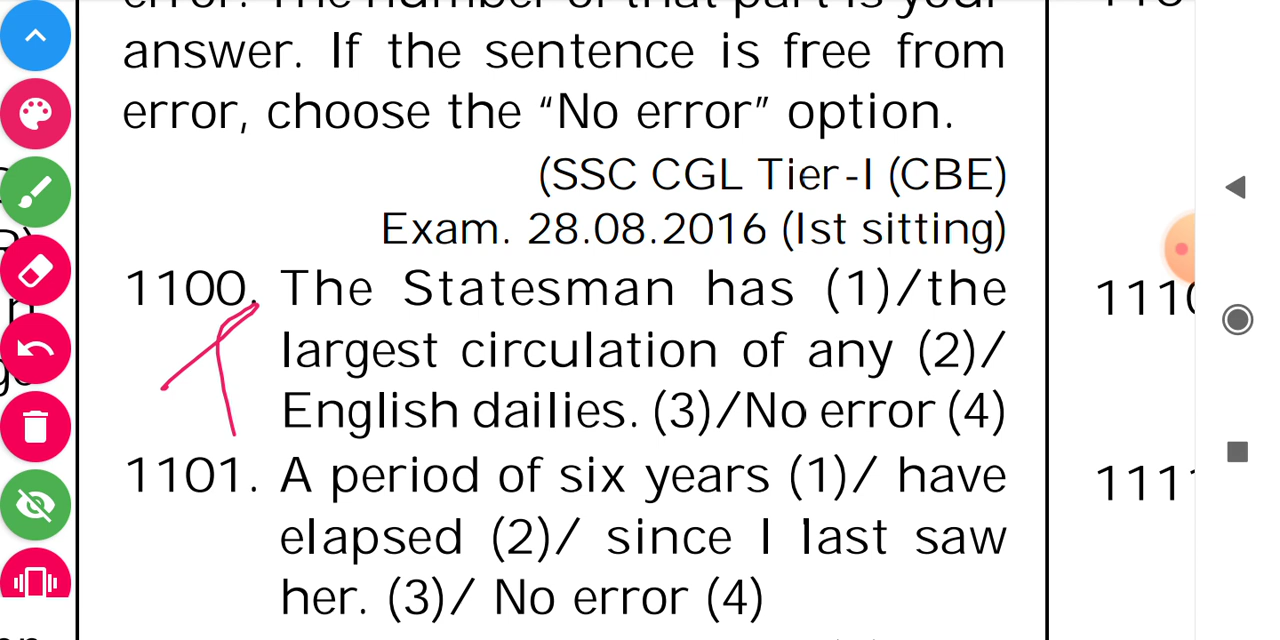 answer. If the sentence is free from
error, choose the “No error” option.
(SSC CGL Tier-I (CBE)
Exam. 28.08.2016 (Ist sitting)
1100. The Statesman has (1)/the
largest circulation of any (2)/
English dailies. (3)/No error (4)
1101. A period of six years (1)/ have
elapsed (2)/ since I last saw
her. (3)/ No error (4)